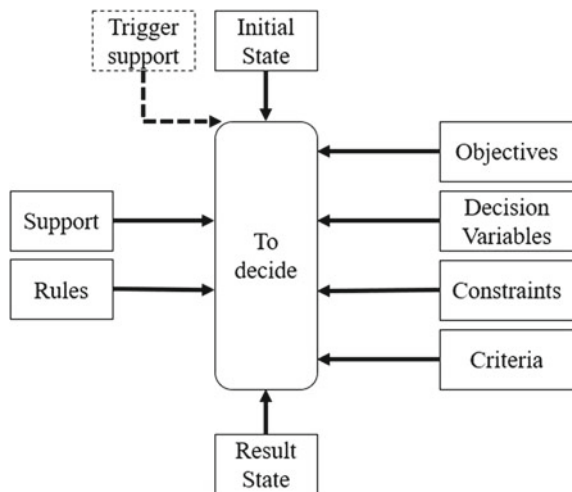 Trigger
support
Initial
State
Objectives
Decision
Variables
Support
To
decide
Rules
Constraints
Criteria
Result
State